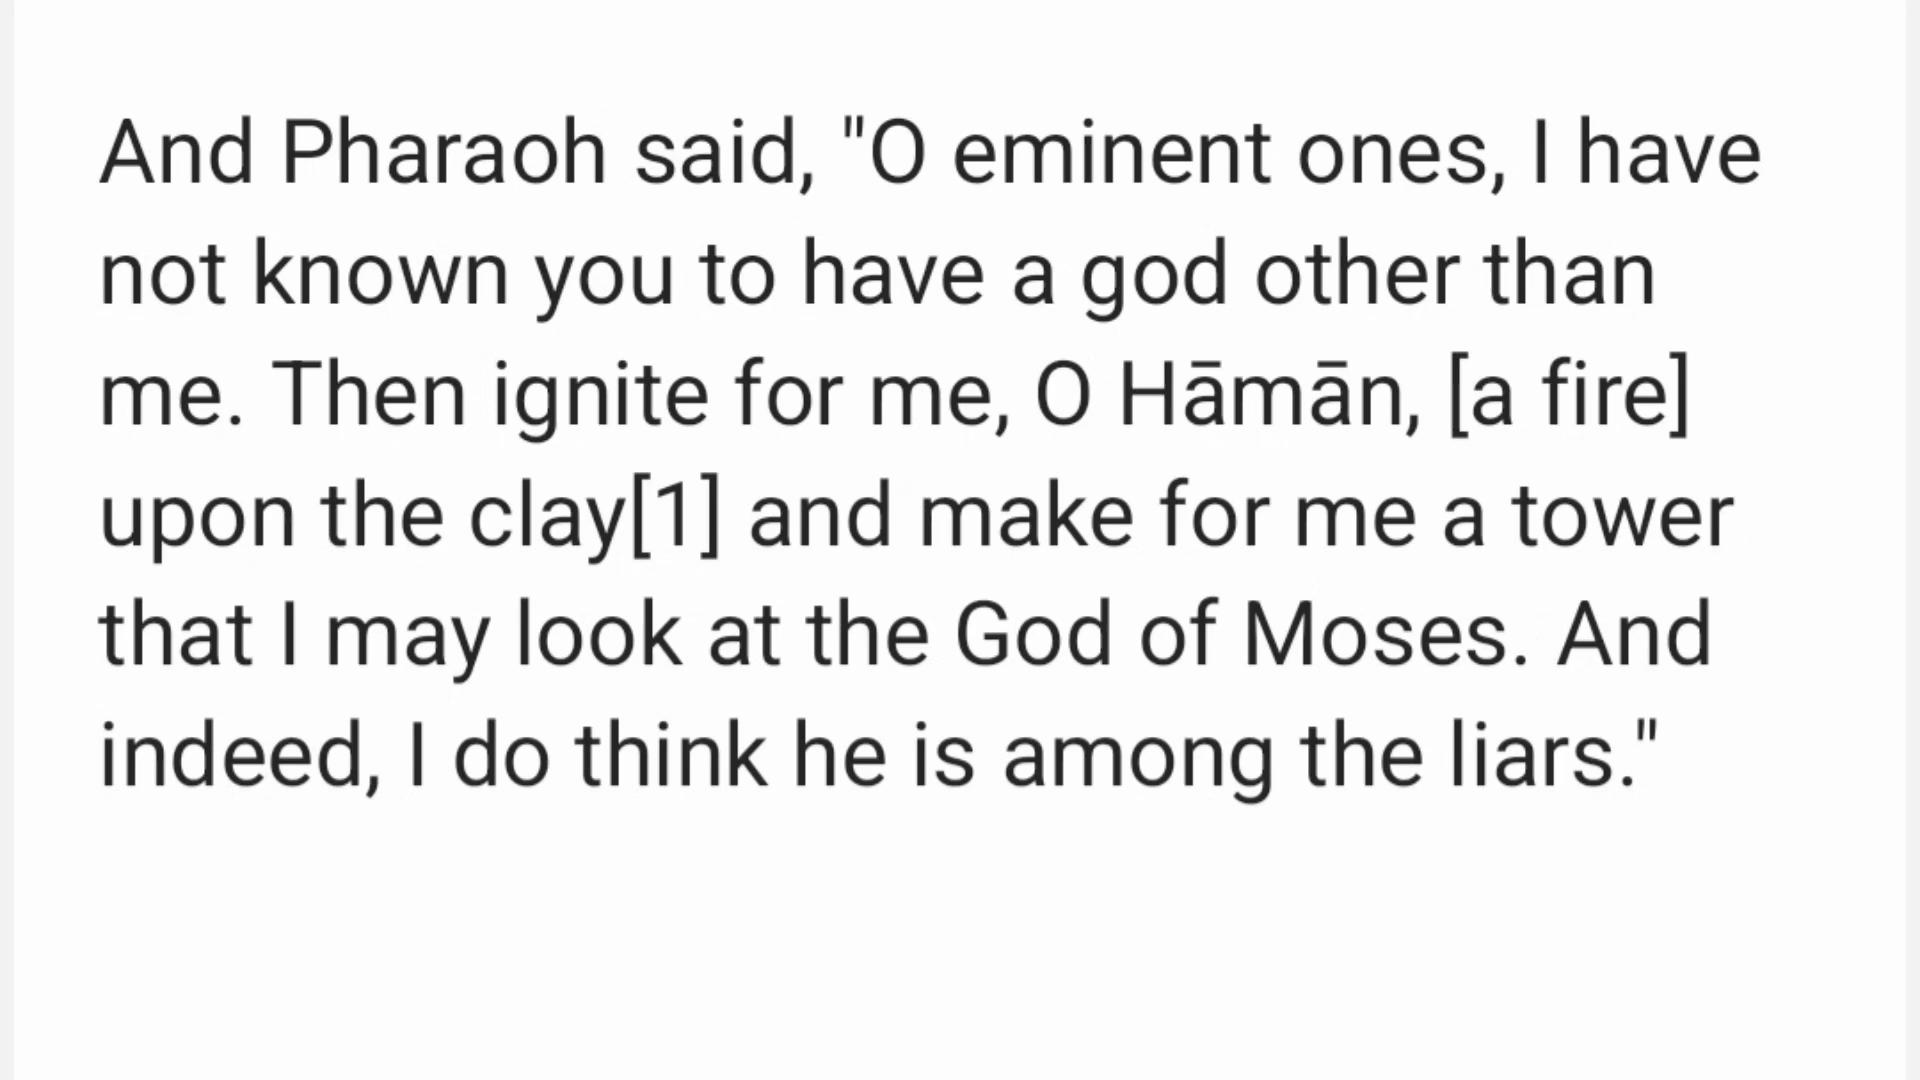 And Pharaoh said, "O eminent ones, I have
not known you to have a god other than
me. Then ignite for me, O Hāmān, [a fire]
upon the clay[1] and make for me a tower
that I may look at the God of Moses. And
indeed, I do think he is among the liars."